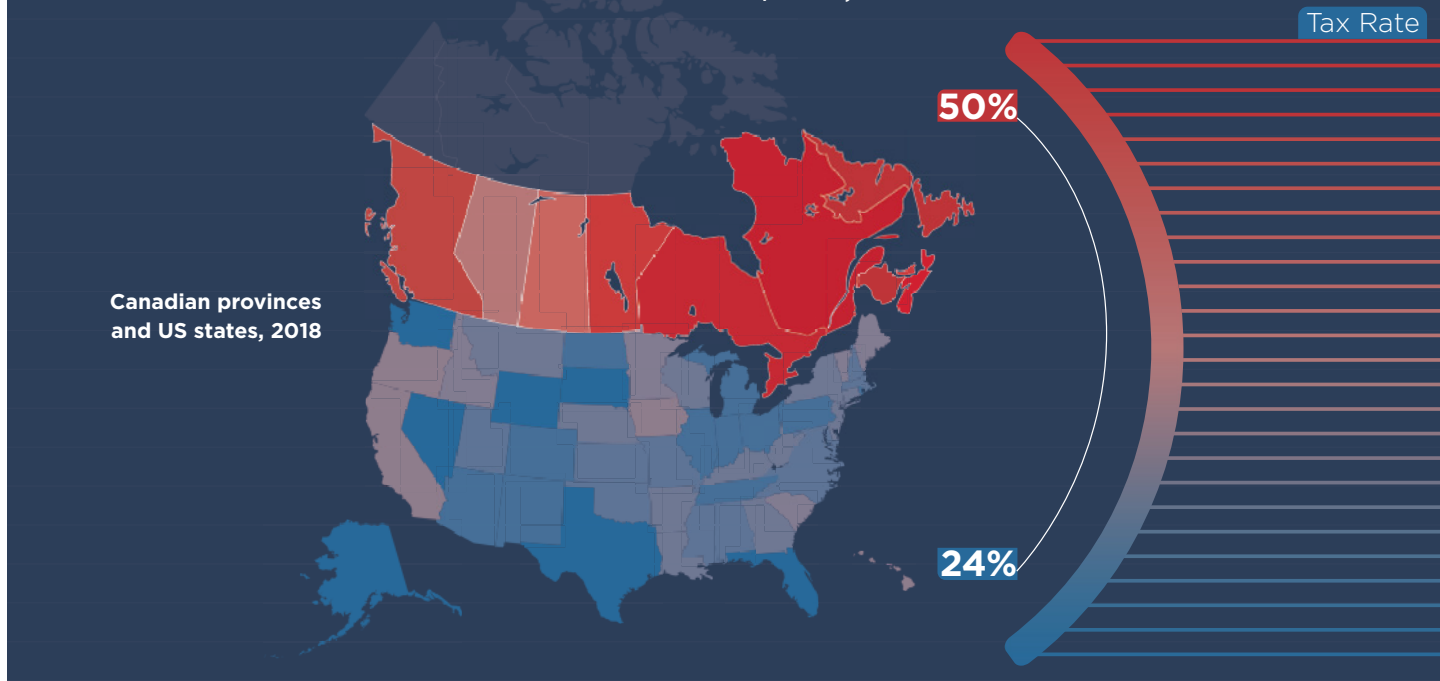 Tax Rate
50%
Canadian provinces
and US states, 2018
24%